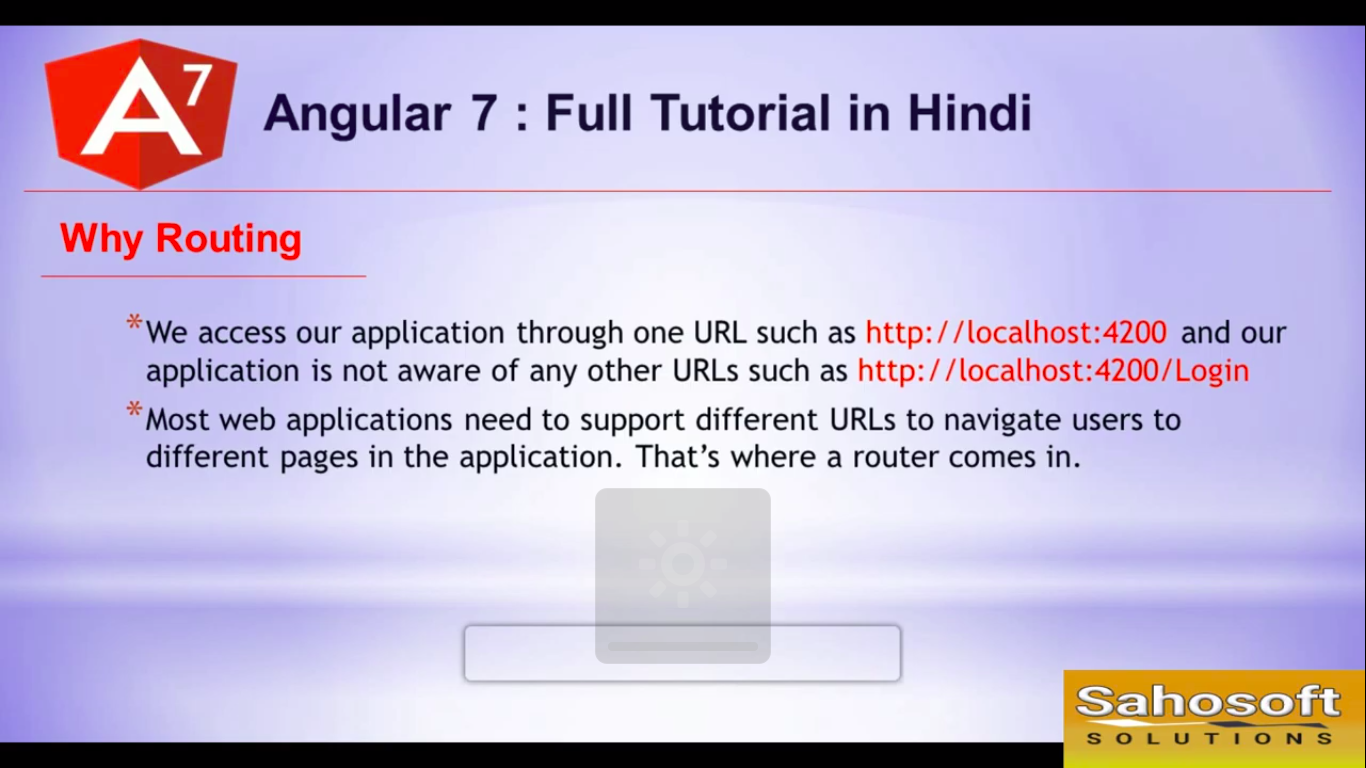 A7
Angular 7 : Full Tutorial in Hindi
Why Routing
*We access our application through one URL such as http://localhost:4200 and our
application is not aware of any other URLs such as http://localhost:4200/Login
*Most web applications need to support different URLs to navigate users to
different pages in the application. That’s where a router comes in.
Sahosoft
SOLUTIONS